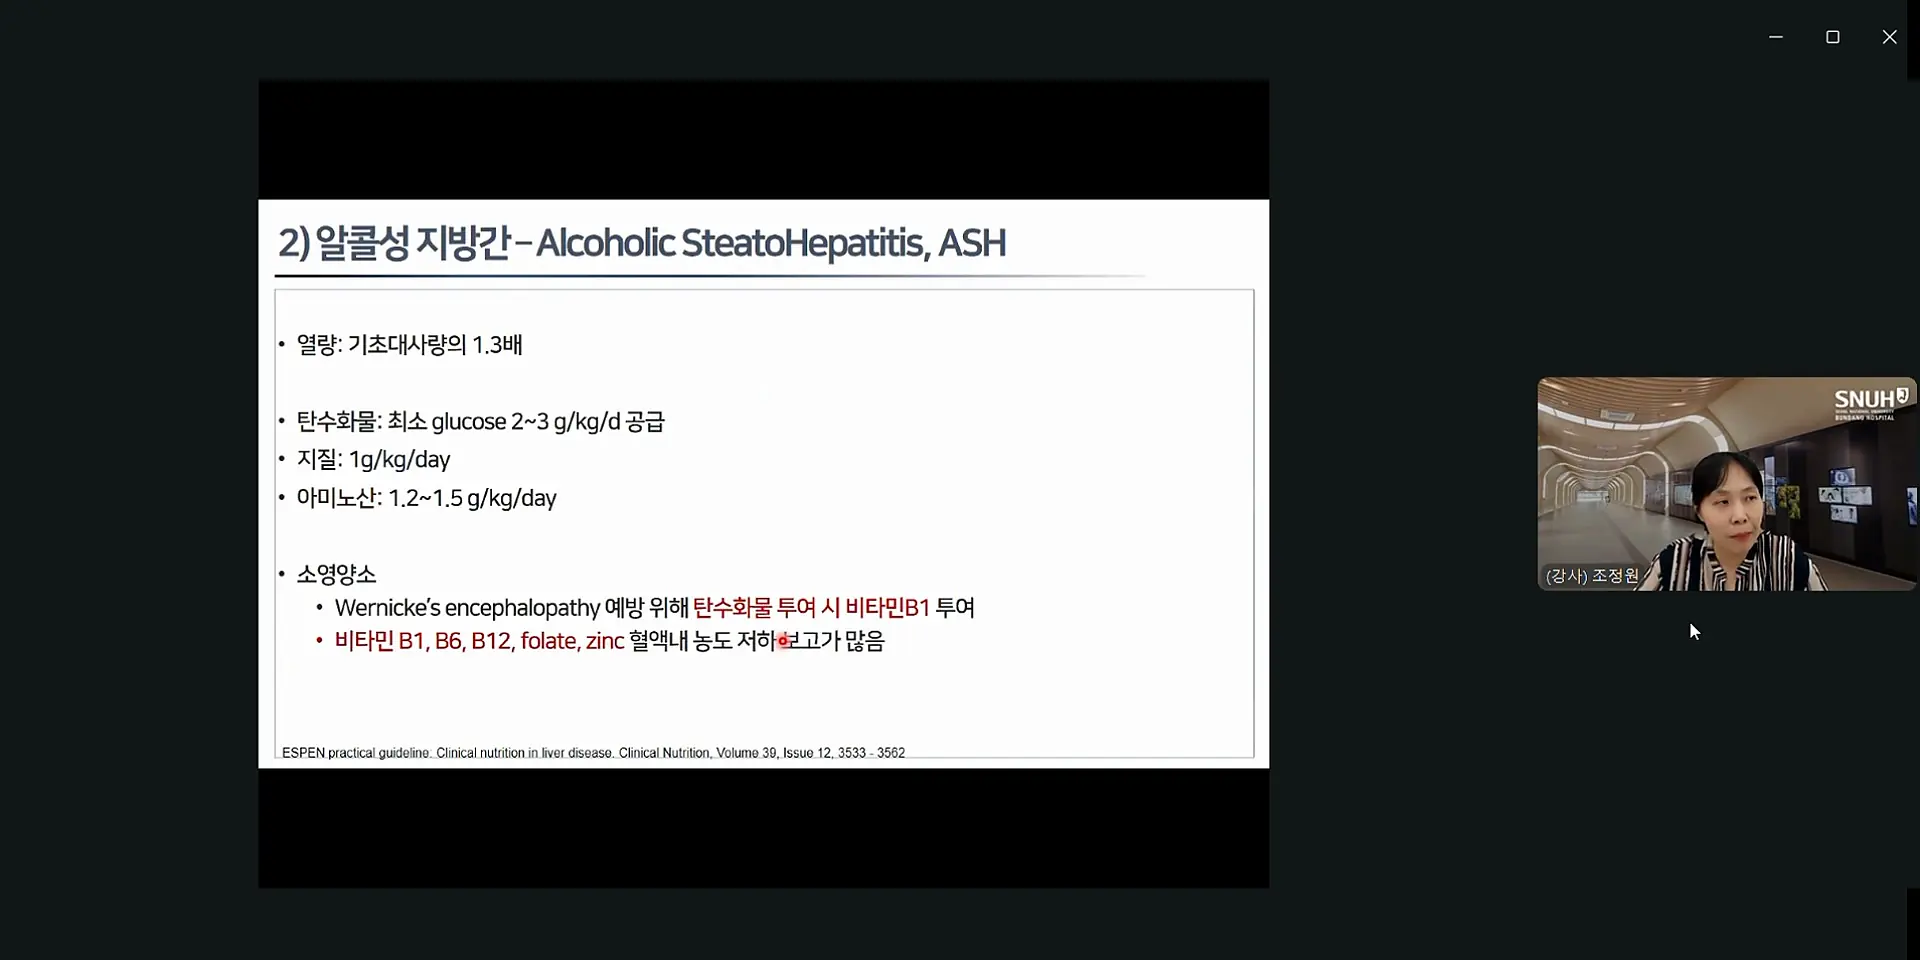 2) 알콜성 지방간 – Alcoholic SteatoHepatitis, ASH
• 열량: 기초대사량의 1.3배
• 탄수화물: 최소 glucose 2~3 g/kg/d 공급
• 지질: 1g/kg/day
• 아미노산: 1.2~1.5 g/kg/day
• 소영양소
• Wernicke’s encephalopathy 예방 위해 탄수화물 투여 시 비타민B1 투여
• 비타민 B1, B6, B12, folate, zinc 혈액내 농도 저하 보고가 많음
ESPEN practical guideline: Clinical nutrition in liver disease. Clinical Nutrition, Volume 39, Issue 12, 3533 - 3562
SNUH
SEOUL NATIONAL UNIVERSITY
BUNDANG HOSPITAL
(강사) 조정원